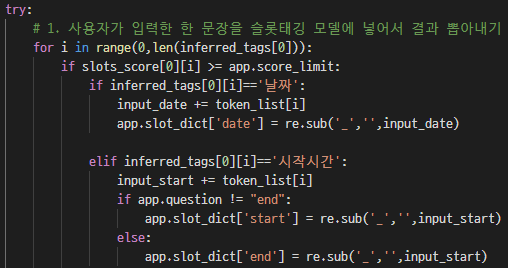 try:
    # 1. 사용자가 입력한 한 문장을 슬롯태깅 모델에 넣어서 결과 뽑아내기
    for i in range(0,len(inferred_tags[0])):
        if slots_score[0][i] >= app.score_limit:
            if inferred_tags[0][i]=='날짜':
                input_date += token_list[i]
                app.slot_dict['date'] = re.sub('_','',input_date)

            elif inferred_tags[0][i]=='시작시간':
                input_start += token_list[i]
                if app.question != "end":
                    app.slot_dict['start'] = re.sub('_','',input_start)
                else:
                    app.slot_dict['end'] = re.sub('_','',input_start)